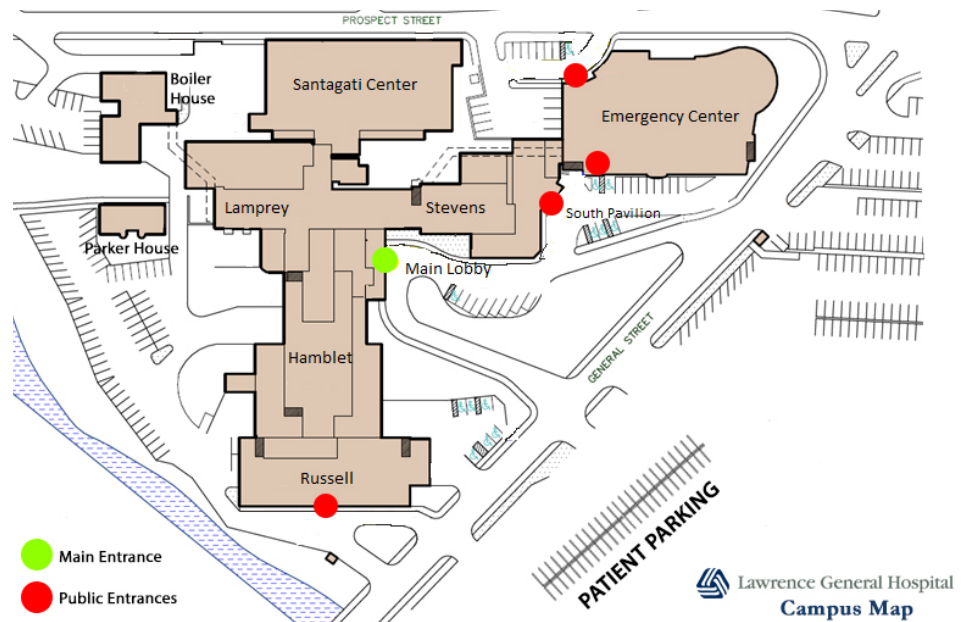 PROSPECT STREET
Boiler
House
Santagati Center
Emergency Center
Lamprey
Stevens
South Pavilion
Parker House
Main Lobby
GENERAL STREET
Hamblet
Russell
PATIENT PARKING
Main Entrance
Public Entrances
Lawrence General Hospital
Campus Map